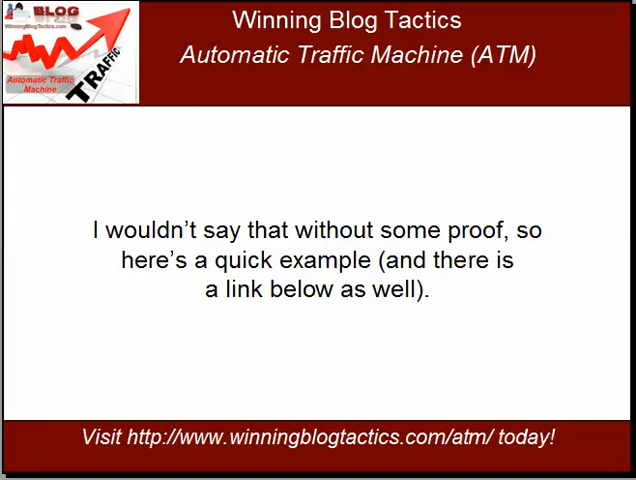 Winning Blog Tactics
Automatic Traffic Machine (ATM)
BLOG
WinningBlogTactics.com
TRAFFIC
Automatic Traffic
Machine
I wouldn't say that without some proof, so
here's a quick example (and there is
a link below as well).
Visit http://www.winningblogtactics.com/atm/ today!